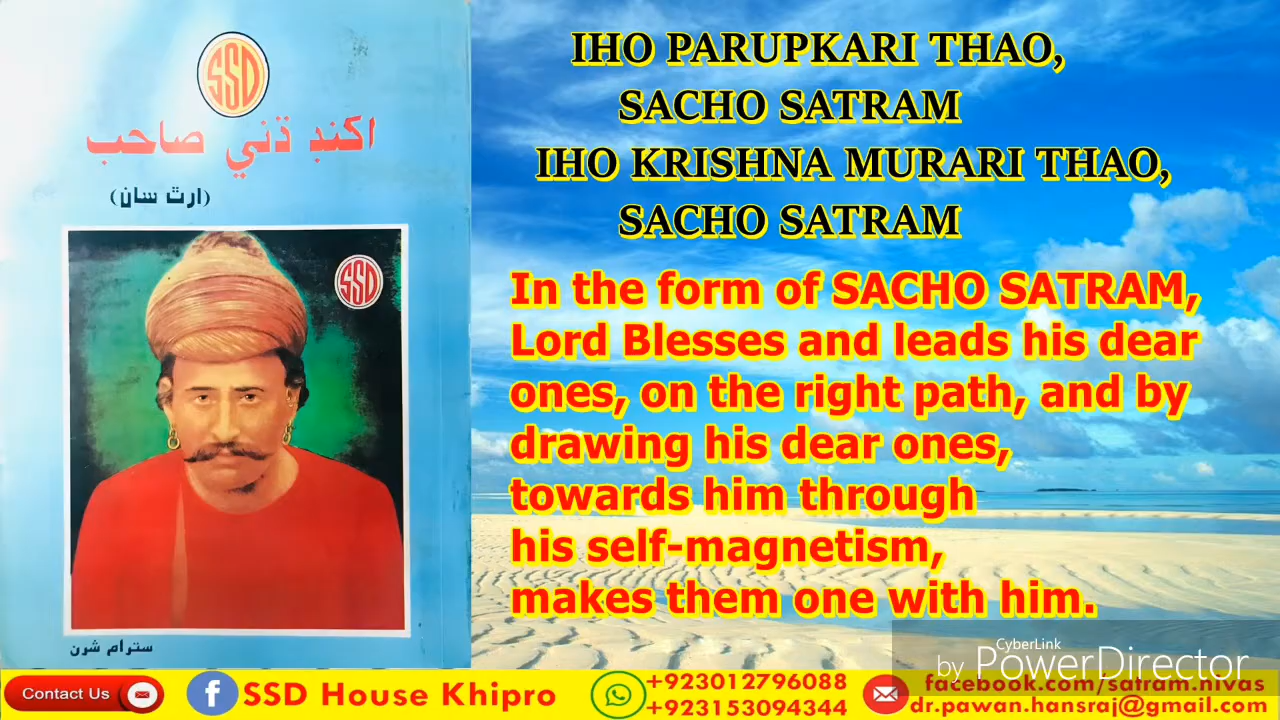 SSD
اکنڊ ڌڻي صاحب
(ارٿ سان)
SSD
سترام شرن
IHO PARUPKARI THAO,
SACHO SATRAM
IHO KRISHNA MURARI THAO,
SACHO SATRAM
In the form of SACHO SATRAM,
Lord Blesses and leads his dear
ones, on the right path, and by
drawing his dear ones,
towards him through
his self-magnetism,
makes them one with him.
CyberLink
by PowerDirector
Contact Us
f SSD House Khipro
+923012796088
+923153094344
facebook.com/satram.nivas
dr.pawan.hansraj@gmail.com